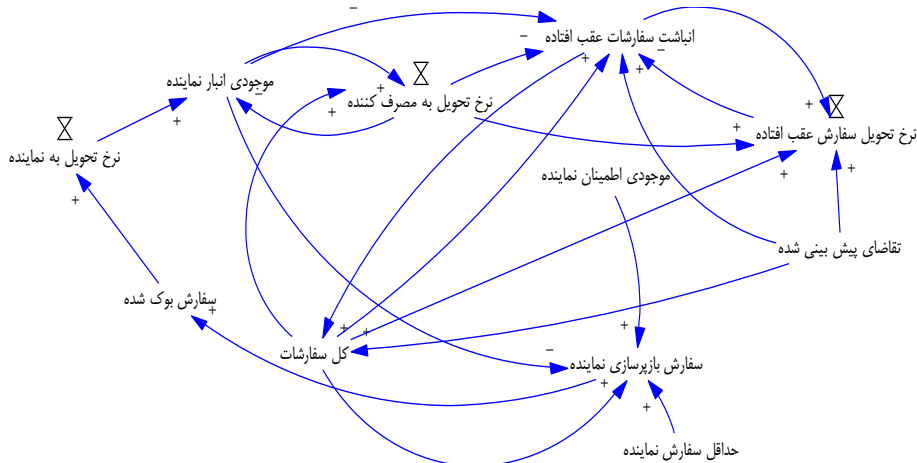 انباشت سفارشات عقب افتاده
موجودی انبار نماینده
نرخ تحویل به مصرف کننده
نرخ تحویل سفارش عقب افتاده
نرخ تحویل به نماینده
موجودی اطمینان نماینده
تقاضای پیش بینی شده
سفارش بوک شده
کل سفارشات
سفارش بازپرسازی نماینده
حداقل سفارش نماینده